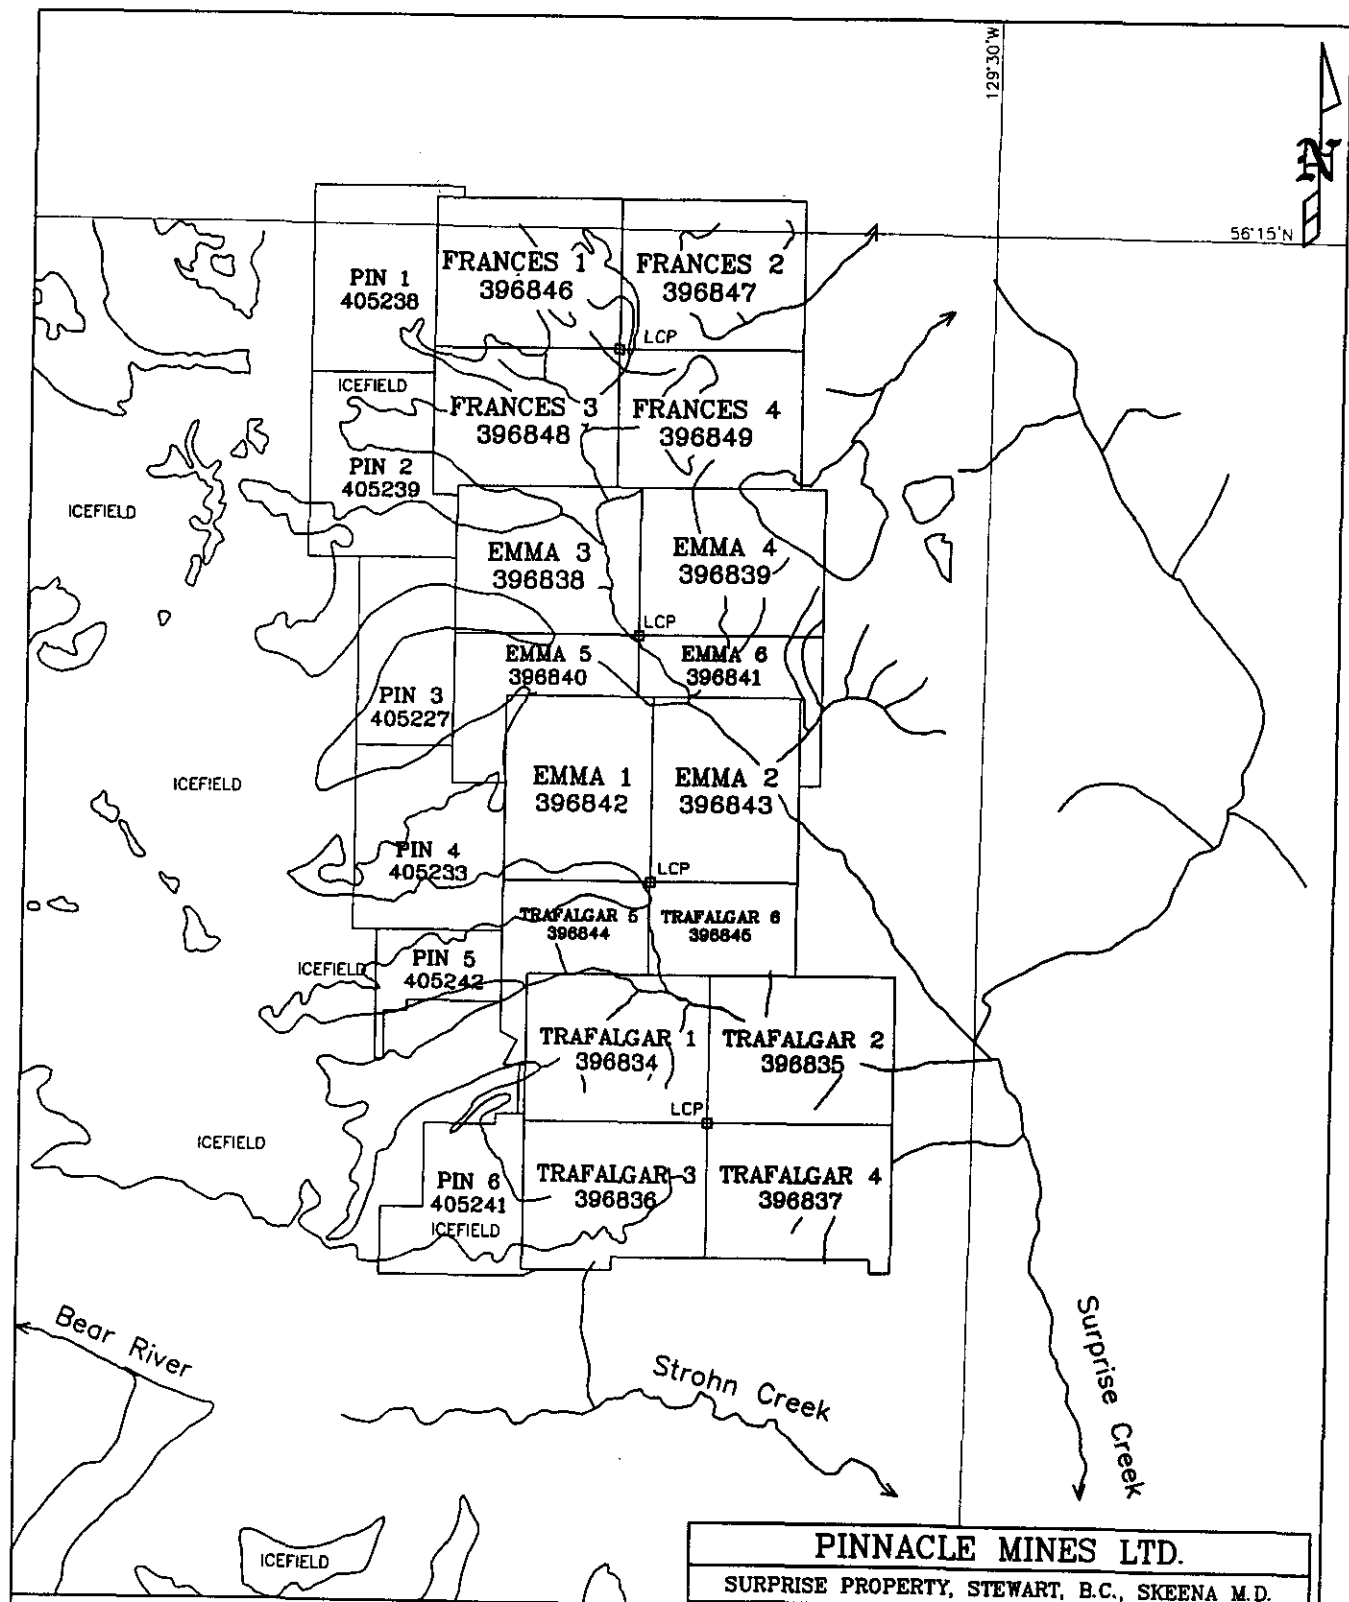 129°30'W
N
56°15'N
PIN 1
405238
FRANCES 1
396846
FRANCES 2
396847
LCP
ICEFIELD
FRANCES 3
396848
FRANCES 4
396849
PIN 2
405239
ICEFIELD
EMMA 3
396838
EMMA 4
396839
LCP
EMMA 5
396840
EMMA 6
396841
PIN 3
405227
ICEFIELD
EMMA 1
396842
EMMA 2
396843
PIN 4
405233
LCP
TRAFALGAR 5
396844
TRAFALGAR 6
396845
ICEFIELD
PIN 5
405242
TRAFALGAR 1
396834
TRAFALGAR 2
396835
LCP
ICEFIELD
PIN 6
405241
ICEFIELD
TRAFALGAR 3
396836
TRAFALGAR 4
396837
Bear River
Strohn Creek
Surprise Creek
ICEFIELD
PINNACLE MINES LTD.
SURPRISE PROPERTY, STEWART, B.C., SKEENA M.D.